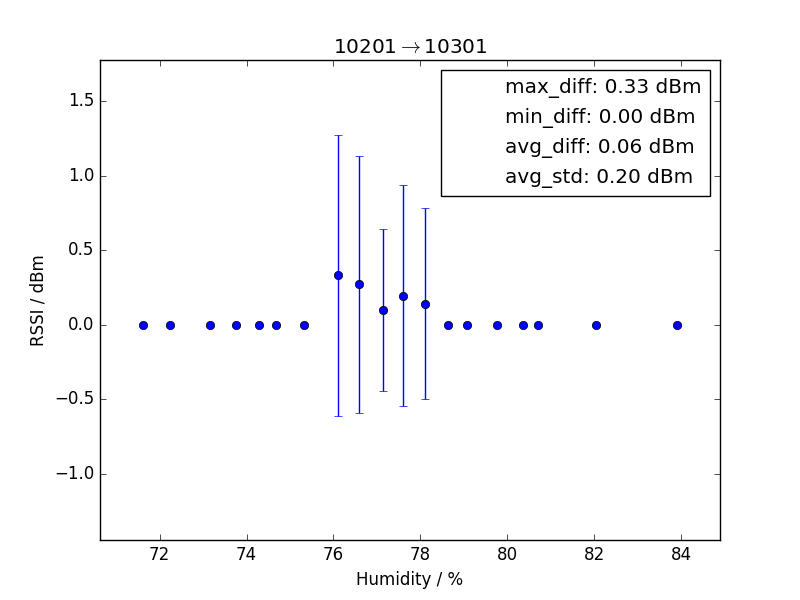 10201→10301
max_diff: 0.33 dBm
min_diff: 0.00 dBm
avg_diff: 0.06 dBm
avg_std: 0.20 dBm
1.5
1.0
0.5
0.0
−0.5
−1.0
RSSI / dBm
72 74 76 78 80 82 84
Humidity / %